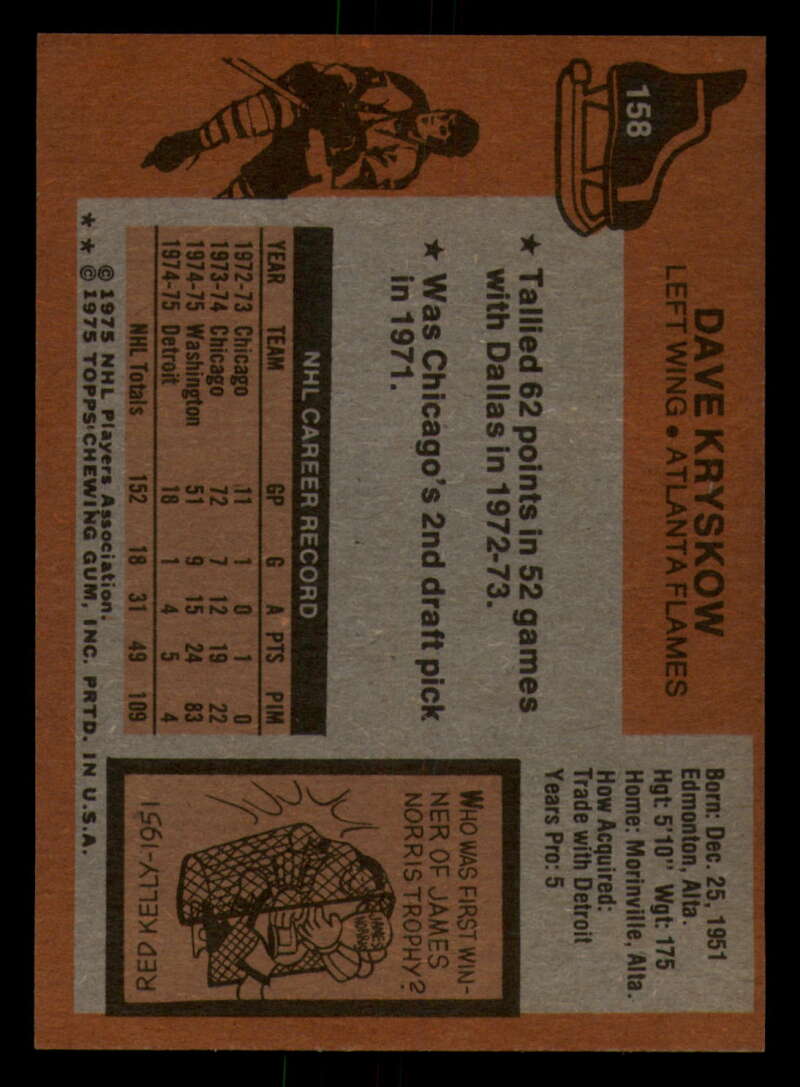 158
DAVE KRYSKOW
LEFT WING • ATLANTA FLAMES
Born: Dec. 25, 1951
Edmonton, Alta.
Hgt: 5'10" Wgt: 175
Home: Morinville, Alta.
How Acquired:
Trade with Detroit
Years Pro: 5
★ Tallied 62 points in 52 games
with Dallas in 1972-73.
★ Was Chicago's 2nd draft pick
in 1971.
NHL CAREER RECORD
YEAR TEAM GP G A PTS PIM
1972-73 Chicago 11 1 0 1 0
1973-74 Chicago 72 7 12 19 22
1974-75 Washington 51 9 15 24 83
1974-75 Detroit 18 1 4 5 4
NHL Totals 152 18 31 49 109
© 1975 NHL Players Association.
★ ★ © 1975 TOPPS CHEWING GUM, INC. PRTD. IN U.S.A.
WHO WAS FIRST WIN-
NER OF JAMES
NORRIS TROPHY?
JAMES
NORRIS
RED KELLY-1951